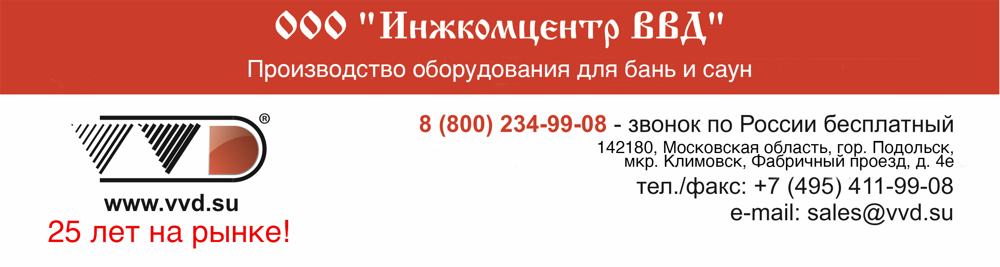 ООО "Инжкомцентр ВВД"
Производство оборудования для бань и саун
VVD®
www.vvd.su
25 лет на рынке!
8 (800) 234-99-08 - звонок по России бесплатный
142180, Московская область, гор. Подольск,
мкр. Климовск, Фабричный проезд, д. 4е
тел./факс: +7 (495) 411-99-08
e-mail: sales@vvd.su